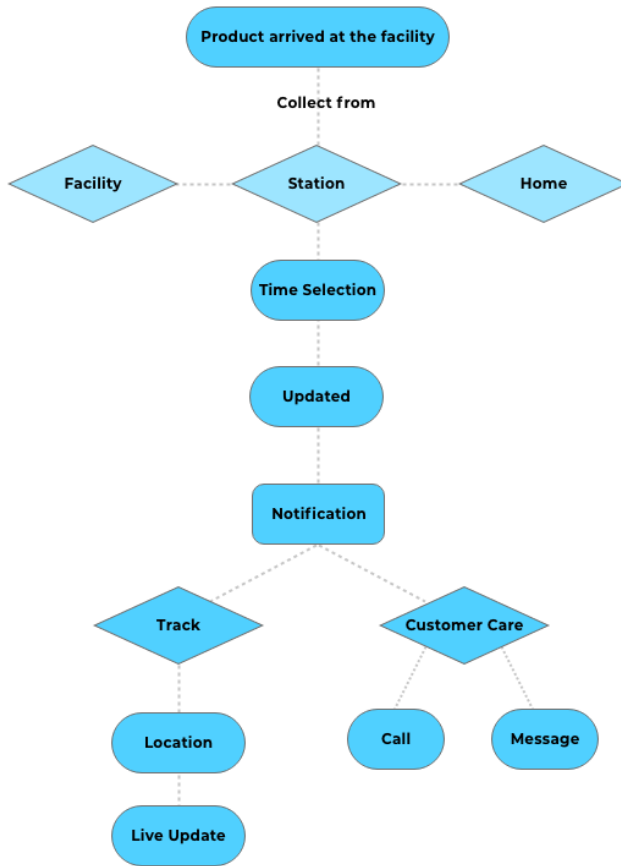 Product arrived at the facility
Collect from
Facility
Station
Home
Time Selection
Updated
Notification
Track
Customer Care
Location
Call
Message
Live Update